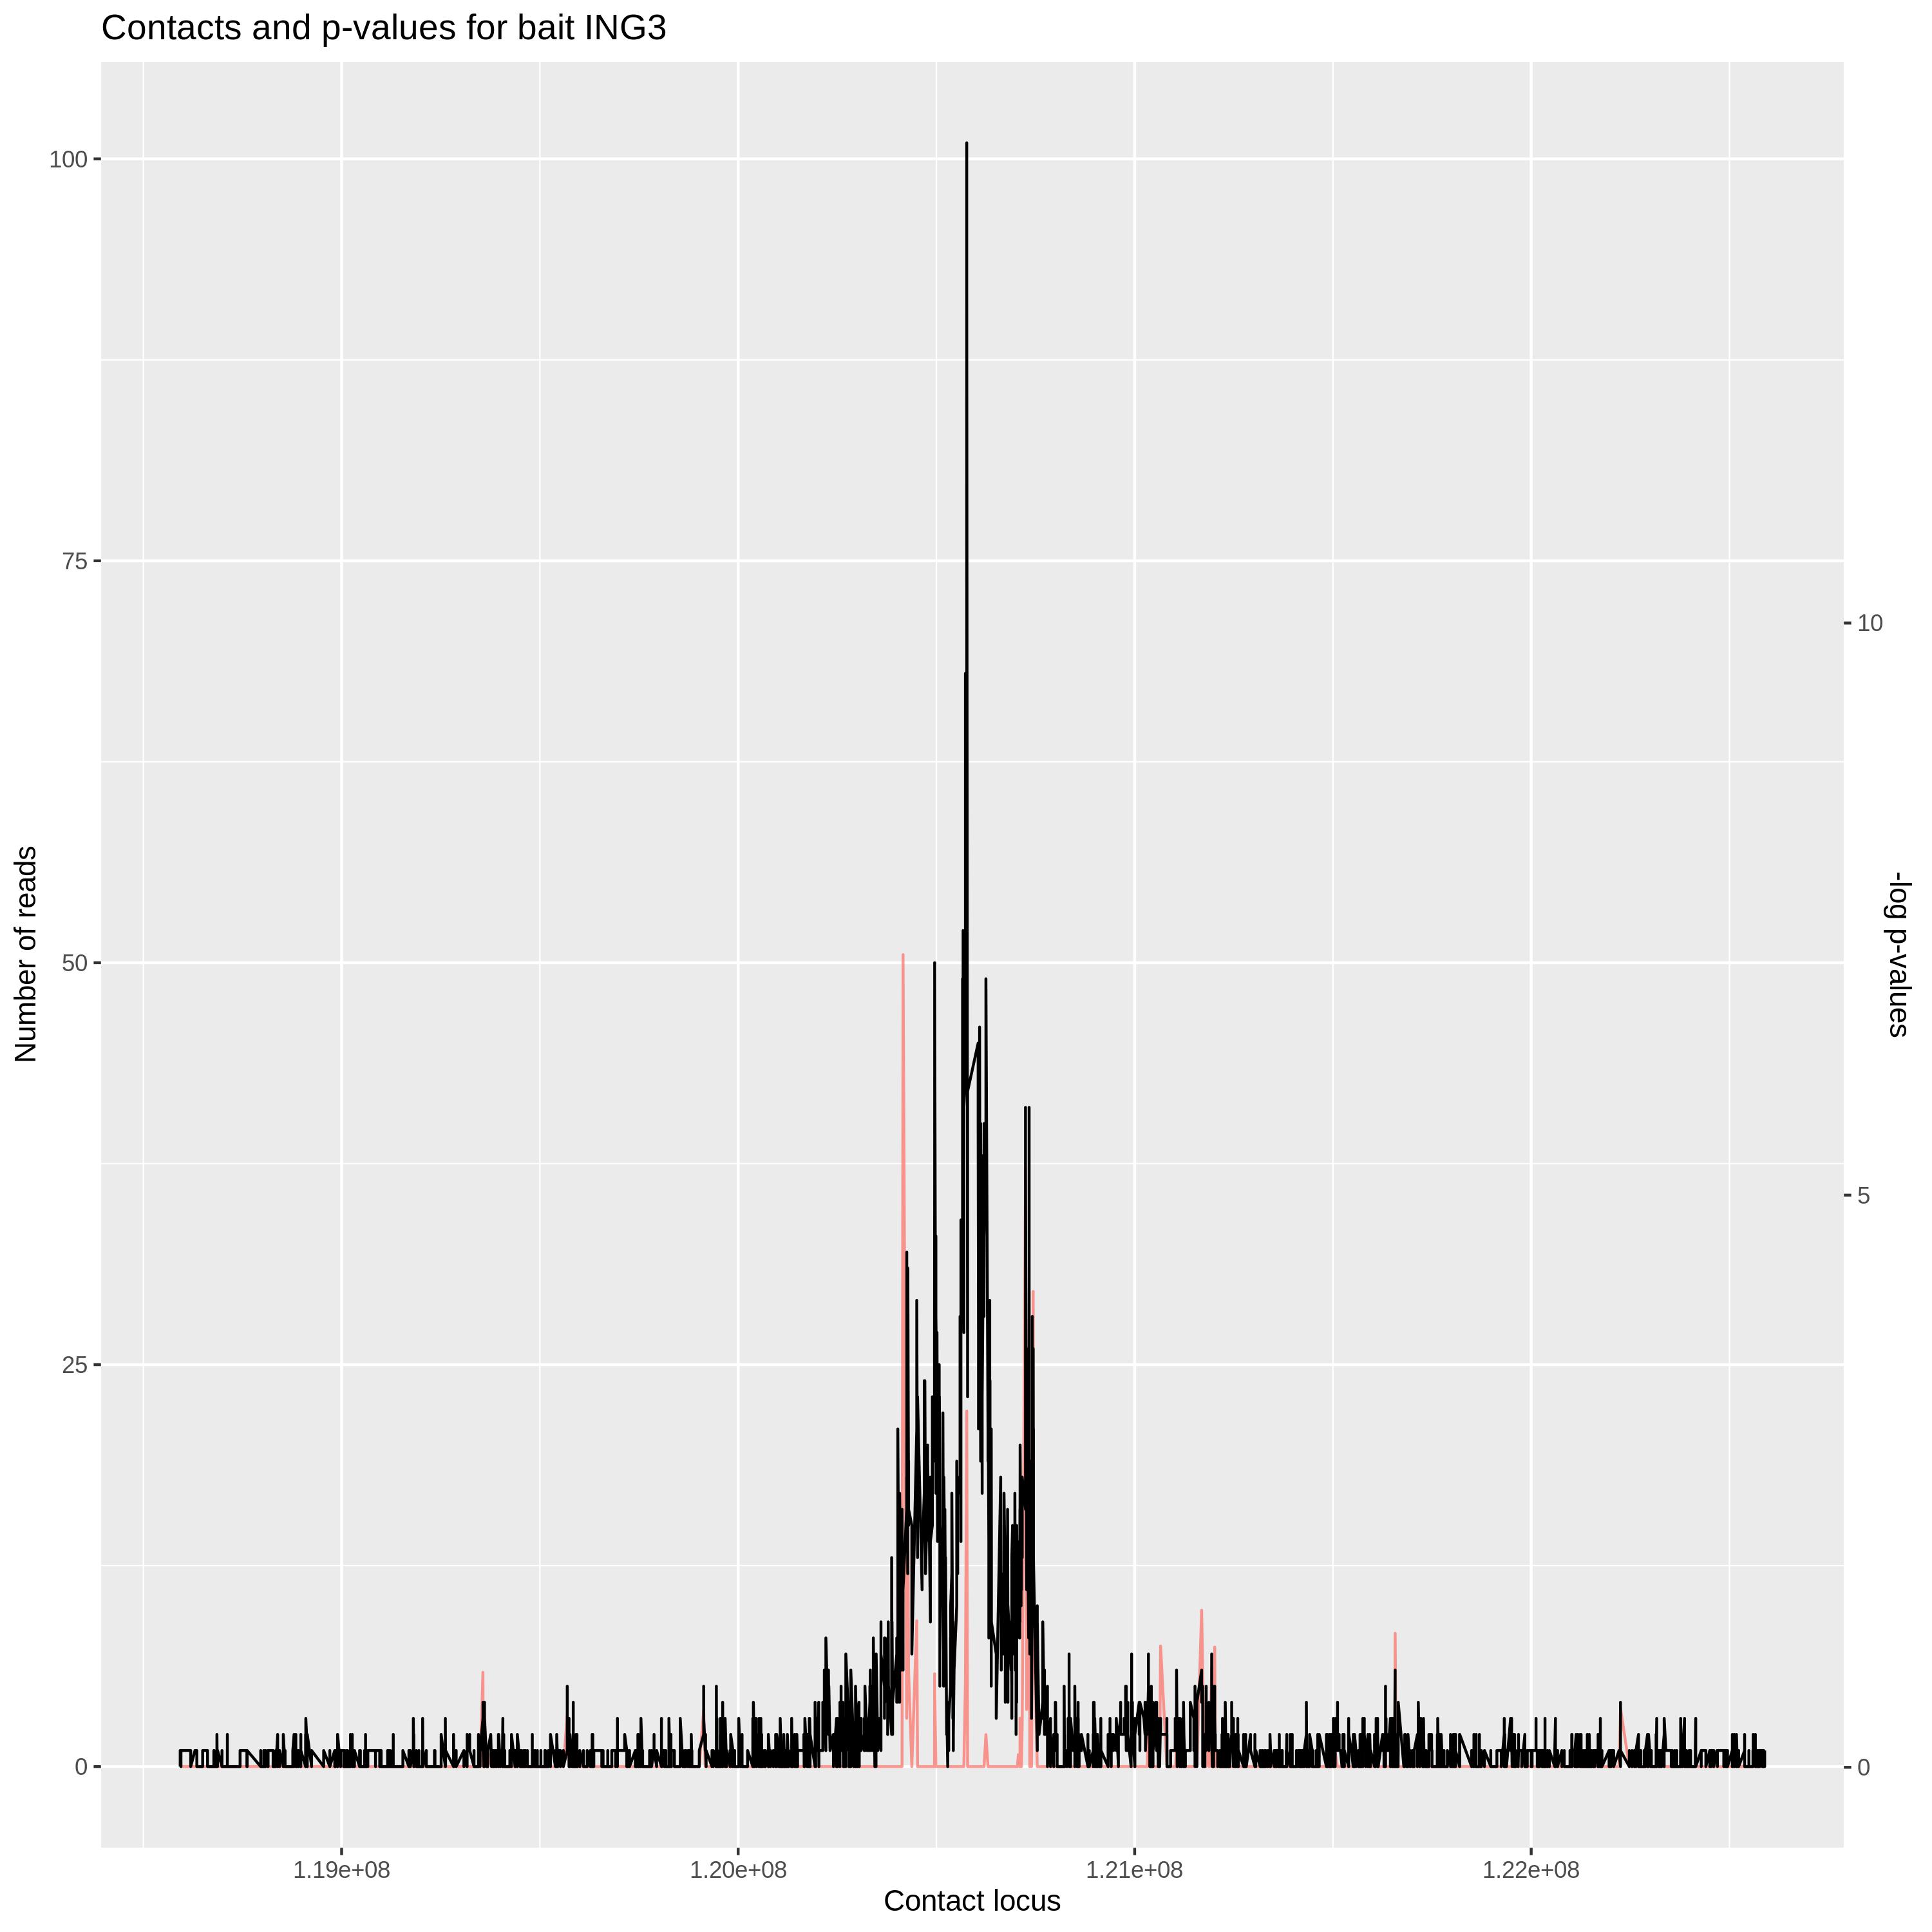 Contacts and p-values for bait ING3
100
75
50
25
0
Number of reads
10
5
0
-log p-values
1.19e+08
1.20e+08
1.21e+08
1.22e+08
Contact locus